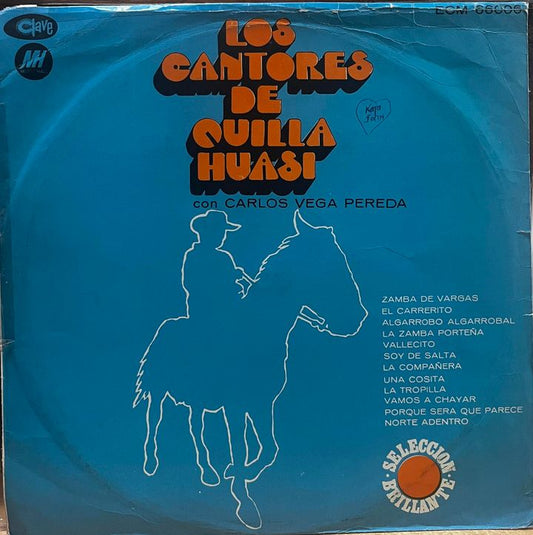 Clave
MH
ECM 66006
LOS
CANTORES
DE
QUILLA
HUASI
con CARLOS VEGA PEREDA
ZAMBA DE VARGAS
EL CARRERITO
ALGARROBO ALGARROBAL
LA ZAMBA PORTEÑA
VALLECITO
SOY DE SALTA
LA COMPAÑERA
UNA COSITA
LA TROPILLA
VAMOS A CHAYAR
PORQUE SERA QUE PARECE
NORTE ADENTRO
SELECCION
BRILLANTE